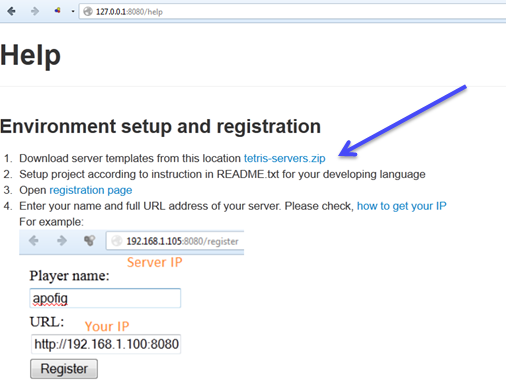 127.0.0.1:8080/help
Help
Environment setup and registration
1. Download server templates from this location tetris-servers.zip
2. Setup project according to instruction in README.txt for your developing language
3. Open registration page
4. Enter your name and full URL address of your server. Please check, how to get your IP
For example:
192.168.1.105:8080/register
Server IP
Player name:
apofig
URL:
Your IP
http://192.168.1.100:8080
Register